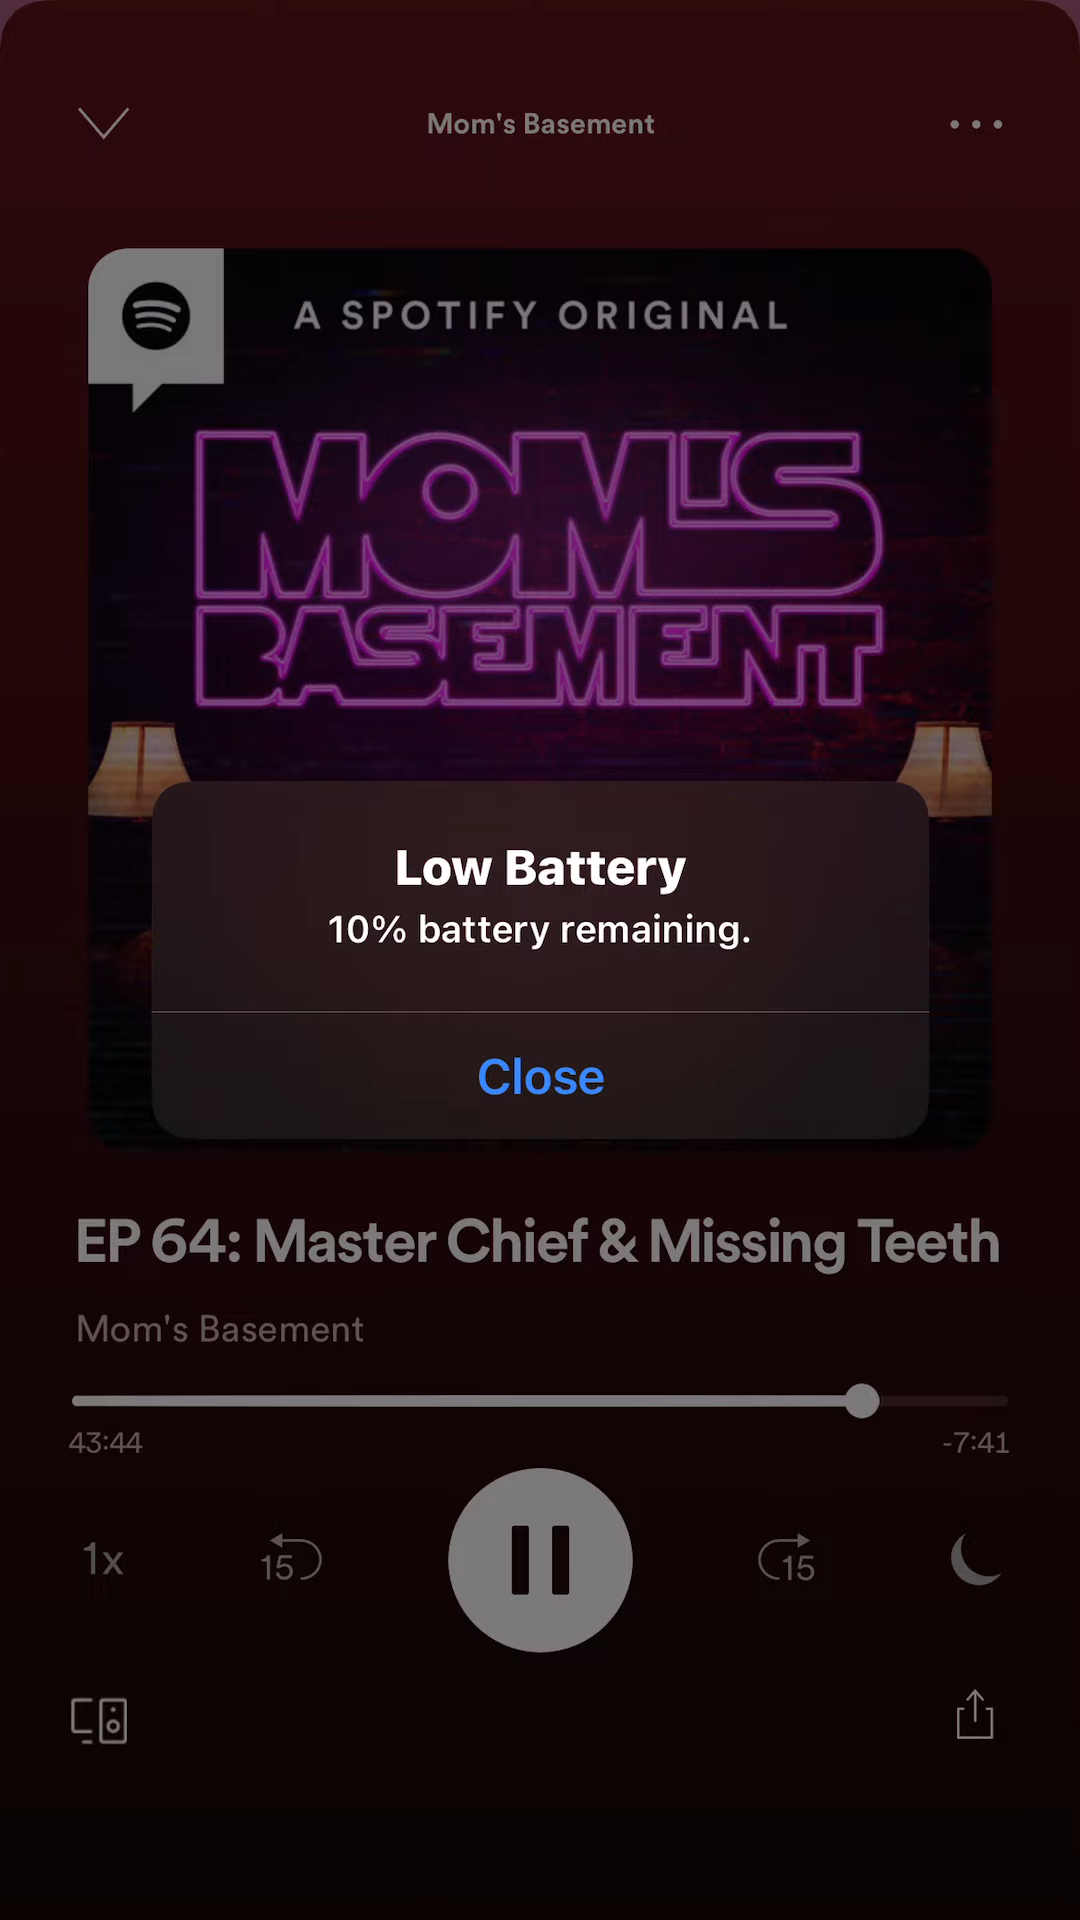 Mom's Basement
A SPOTIFY ORIGINAL
MOM'S
BASEMENT
Low Battery
10% battery remaining.
Close
EP 64: Master Chief & Missing Teeth
Mom's Basement
43:44 -7:41
1x 15 15